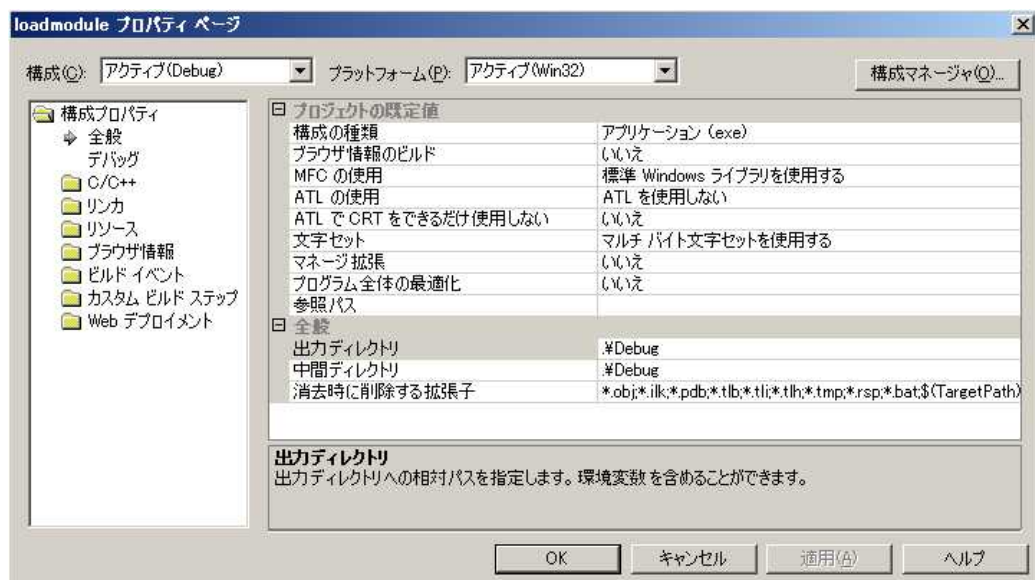 loadmodule プロパティ ページ
構成(C): アクティブ(Debug) プラットフォーム(P): アクティブ(Win32) 構成マネージャ(O)...
構成プロパティ
全般
デバッグ
C/C++
リンカ
リソース
ブラウザ情報
ビルド イベント
カスタム ビルド ステップ
Web デプロイメント
プロジェクトの既定値
構成の種類 アプリケーション (exe)
ブラウザ情報のビルド いいえ
MFC の使用 標準 Windows ライブラリを使用する
ATL の使用 ATL を使用しない
ATL で CRT をできるだけ使用しない いいえ
文字セット マルチ バイト文字セットを使用する
マネージ拡張 いいえ
プログラム全体の最適化 いいえ
参照パス
全般
出力ディレクトリ .¥Debug
中間ディレクトリ .¥Debug
消去時に削除する拡張子 *.obj;*.ilk;*.pdb;*.tlb;*.tli;*.tlh;*.tmp;*.rsp;*.bat;$(TargetPath)
出力ディレクトリ
出力ディレクトリへの相対パスを指定します。環境変数 を含めることができます。
OK キャンセル 適用(A) ヘルプ